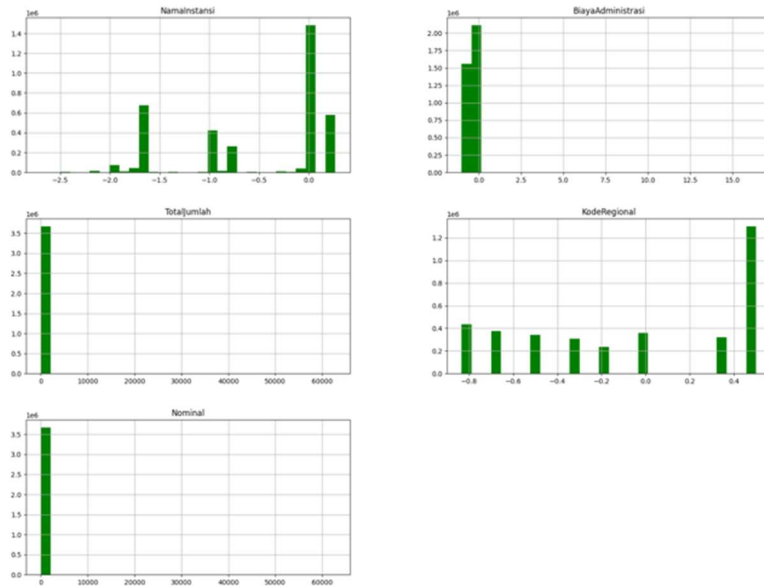 NamaInstansi
1e6
1.4
1.2
1.0
0.8
0.6
0.4
0.2
0.0
−2.5 −2.0 −1.5 −1.0 −0.5 0.0
BiayaAdministrasi
1e6
2.00
1.75
1.50
1.25
1.00
0.75
0.50
0.25
0.00
0.0 2.5 5.0 7.5 10.0 12.5 15.0
TotalJumlah
1e6
3.5
3.0
2.5
2.0
1.5
1.0
0.5
0.0
0 10000 20000 30000 40000 50000 60000
KodeRegional
1e6
1.2
1.0
0.8
0.6
0.4
0.2
0.0
−0.8 −0.6 −0.4 −0.2 0.0 0.2 0.4
Nominal
1e6
3.5
3.0
2.5
2.0
1.5
1.0
0.5
0.0
0 10000 20000 30000 40000 50000 60000